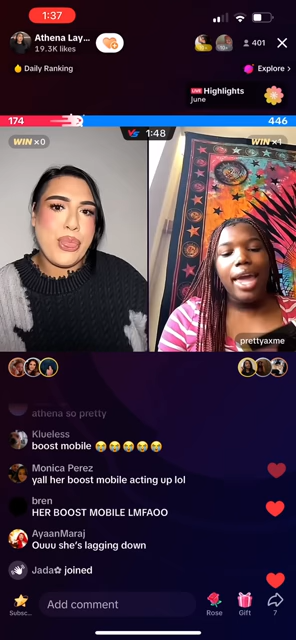 1:37
Athena Lay...
19.3K likes
401
Daily Ranking
Explore >
LIVE Highlights
June
174
446
WIN ×0
VS 1:48
WIN ×1
prettyaxme
athena so pretty
Klueless
boost mobile 😭😭😭😭😭
Monica Perez
yall her boost mobile acting up lol
bren
HER BOOST MOBILE LMFAOO
AyaanMaraj
Ouuu she's lagging down
Jada✿ joined
Subsc...
Add comment
Rose
Gift
7